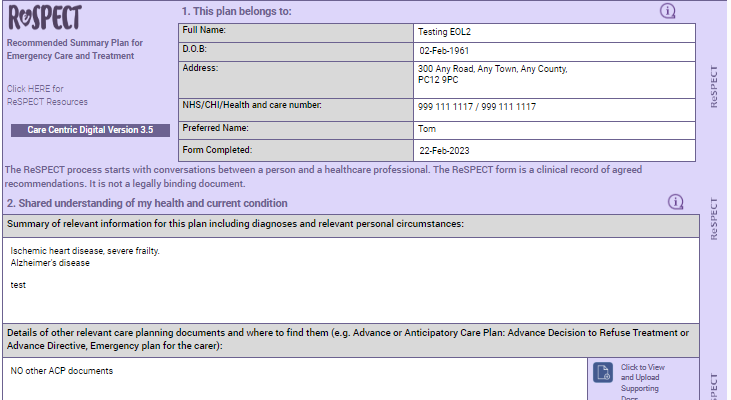 ReSPECT
Recommended Summary Plan for
Emergency Care and Treatment
Click HERE for
ReSPECT Resources
Care Centric Digital Version 3.5
1. This plan belongs to:
i
Full Name:
Testing EOL2
D.O.B:
02-Feb-1961
Address:
300 Any Road, Any Town, Any County,
PC12 9PC
NHS/CHI/Health and care number:
999 111 1117 / 999 111 1117
Preferred Name:
Tom
Form Completed:
22-Feb-2023
ReSPECT
The ReSPECT process starts with conversations between a person and a healthcare professional. The ReSPECT form is a clinical record of agreed
recommendations. It is not a legally binding document.
2. Shared understanding of my health and current condition
i
ReSPECT
Summary of relevant information for this plan including diagnoses and relevant personal circumstances:
Ischemic heart disease, severe frailty.
Alzheimer's disease
test
Details of other relevant care planning documents and where to find them (e.g. Advance or Anticipatory Care Plan: Advance Decision to Refuse Treatment or
Advance Directive, Emergency plan for the carer):
NO other ACP documents
Click to View
and Upload
Supporting
Docs
SPECT